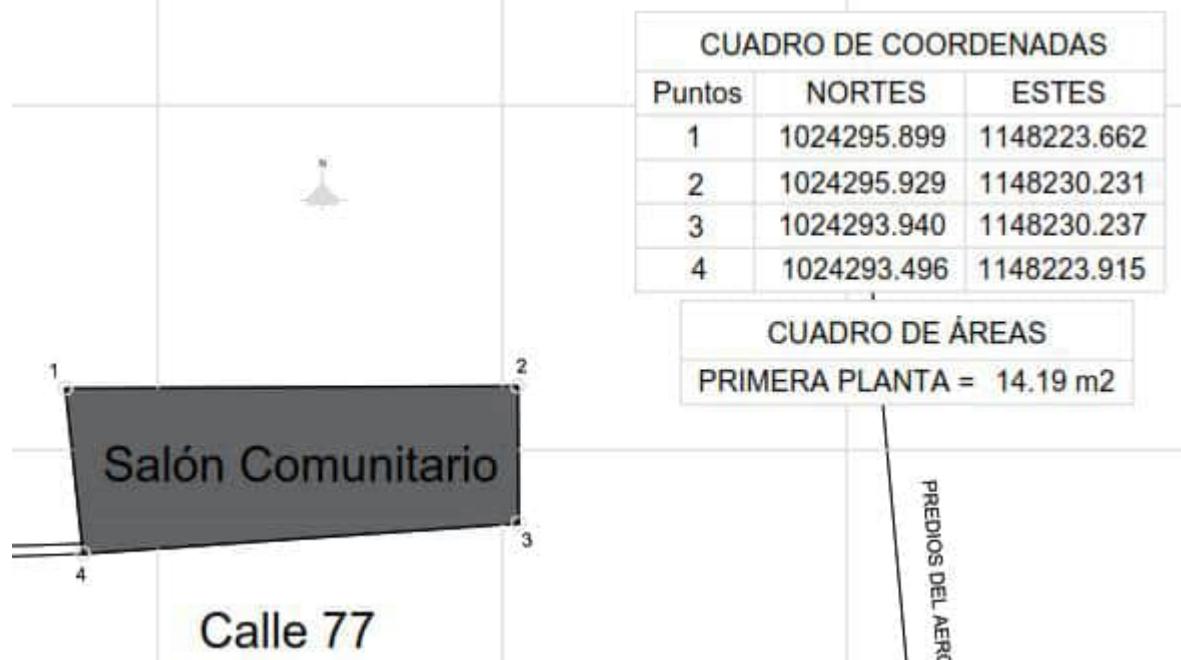 CUADRO DE COORDENADAS
Puntos NORTES ESTES
1 1024295.899 1148223.662
2 1024295.929 1148230.231
3 1024293.940 1148230.237
4 1024293.496 1148223.915
CUADRO DE ÁREAS
PRIMERA PLANTA = 14.19 m2
N
1
2
Salón Comunitario
3
4
Calle 77
PREDIOS DEL AERO